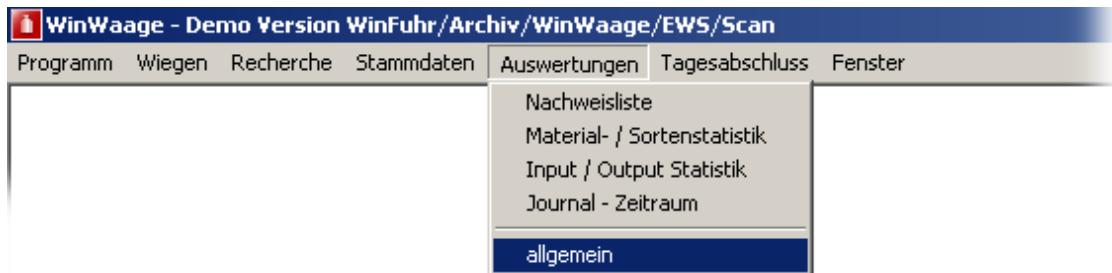 WinWaage - Demo Version WinFuhr/Archiv/WinWaage/EWS/Scan
Programm Wiegen Recherche Stammdaten Auswertungen Tagesabschluss Fenster
Nachweisliste
Material- / Sortenstatistik
Input / Output Statistik
Journal - Zeitraum
allgemein